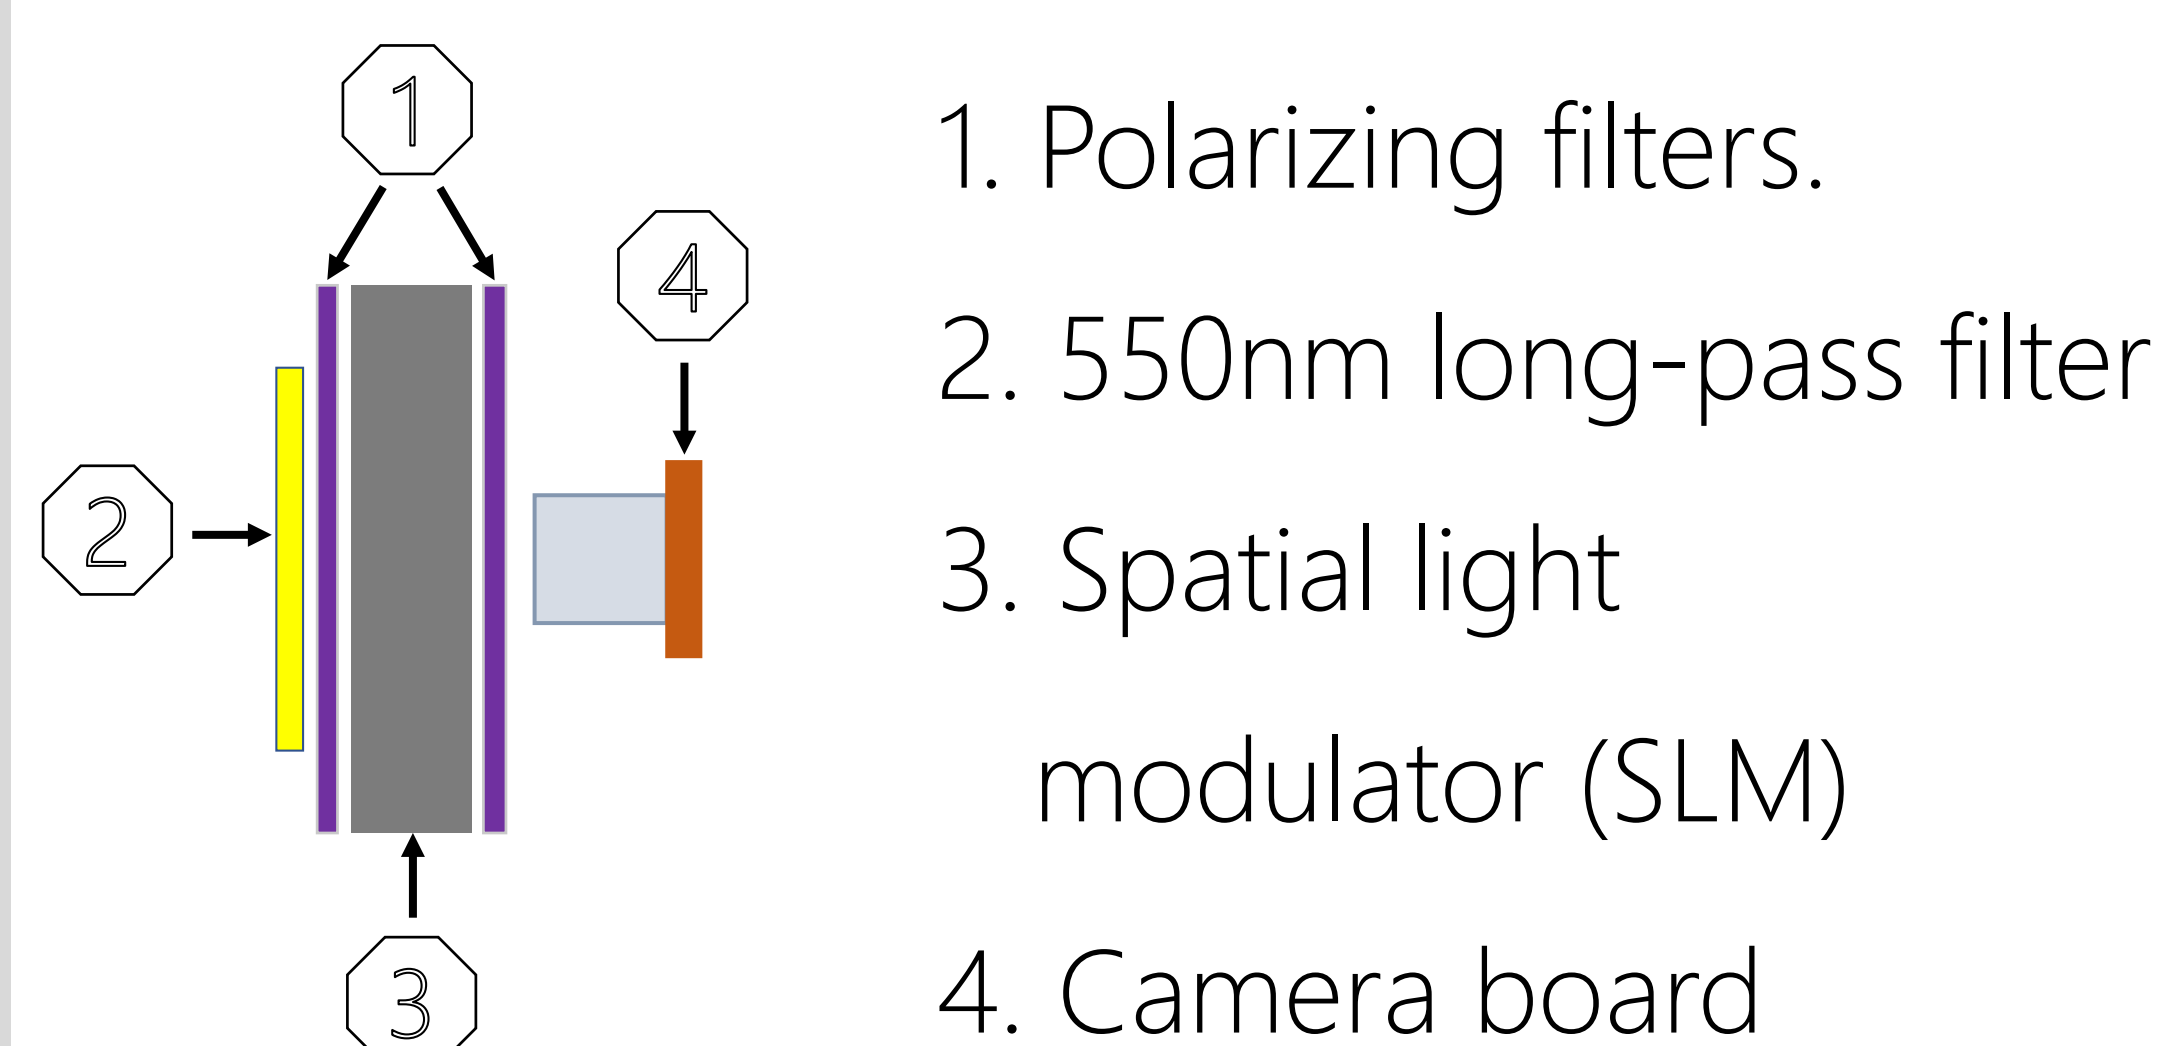 1
4
2
3
1. Polarizing filters.
2. 550nm long-pass filter
3. Spatial light
modulator (SLM)
4. Camera board